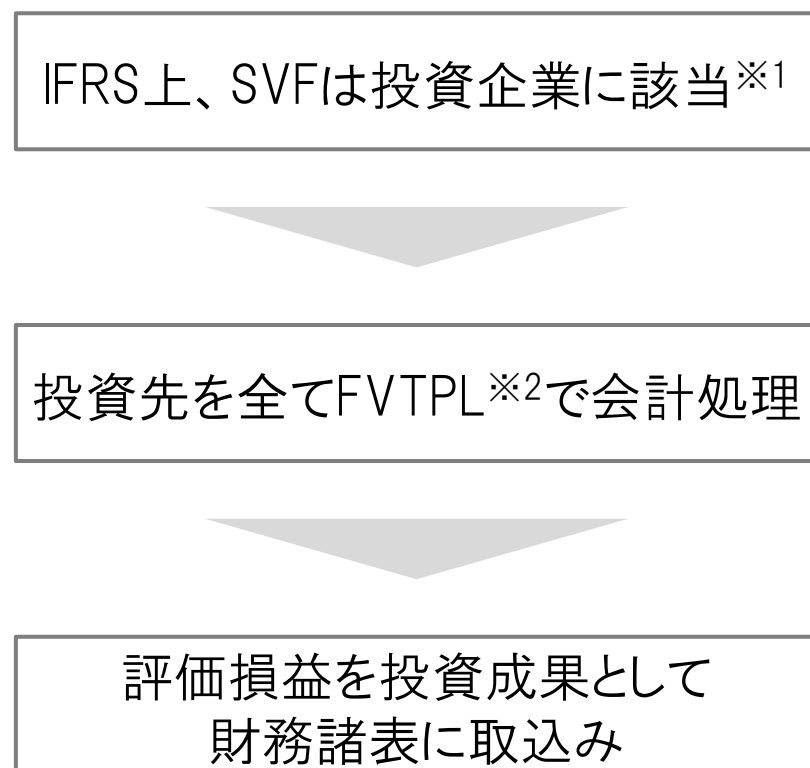 IFRS上、SVFは投資企業に該当※1
投資先を全てFVTPL※2で会計処理
評価損益を投資成果として
財務諸表に取込み